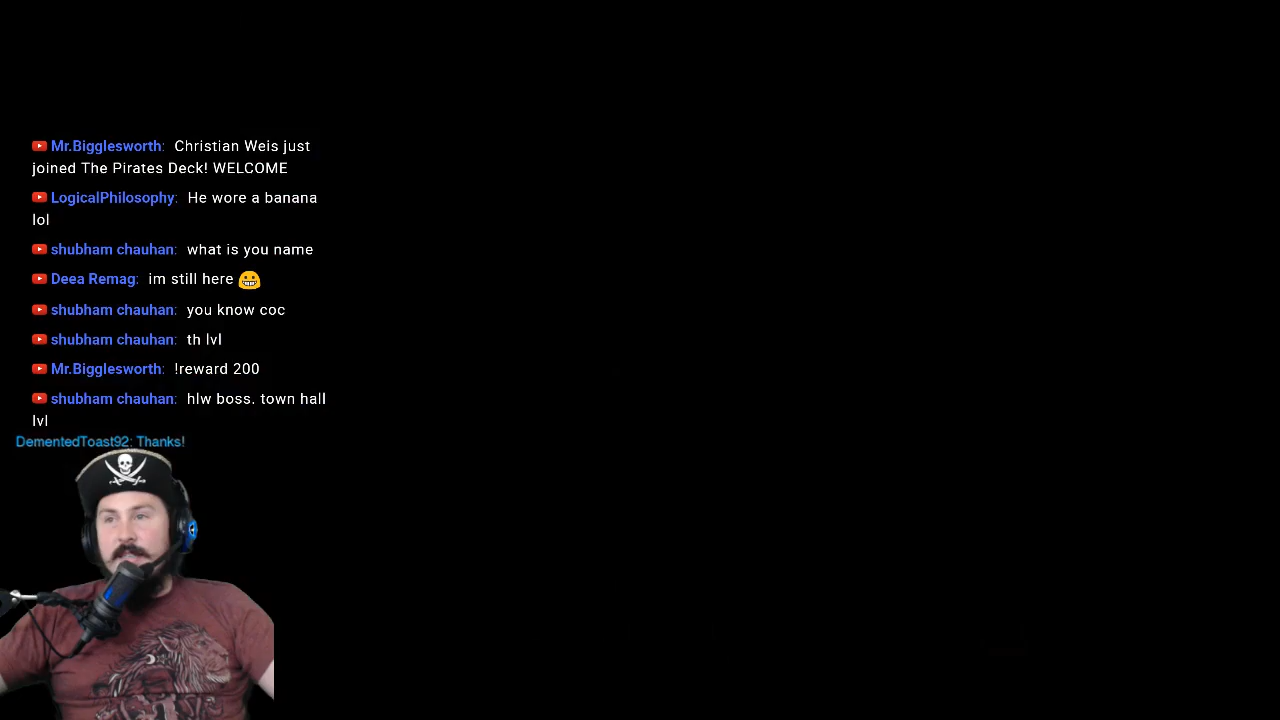 Mr.Bigglesworth: Christian Weis just
joined The Pirates Deck! WELCOME
LogicalPhilosophy: He wore a banana
lol
shubham chauhan: what is you name
Deea Remag: im still here 😬
shubham chauhan: you know coc
shubham chauhan: th lvl
Mr.Bigglesworth: !reward 200
shubham chauhan: hlw boss. town hall
lvl
DementedToast92: Thanks!